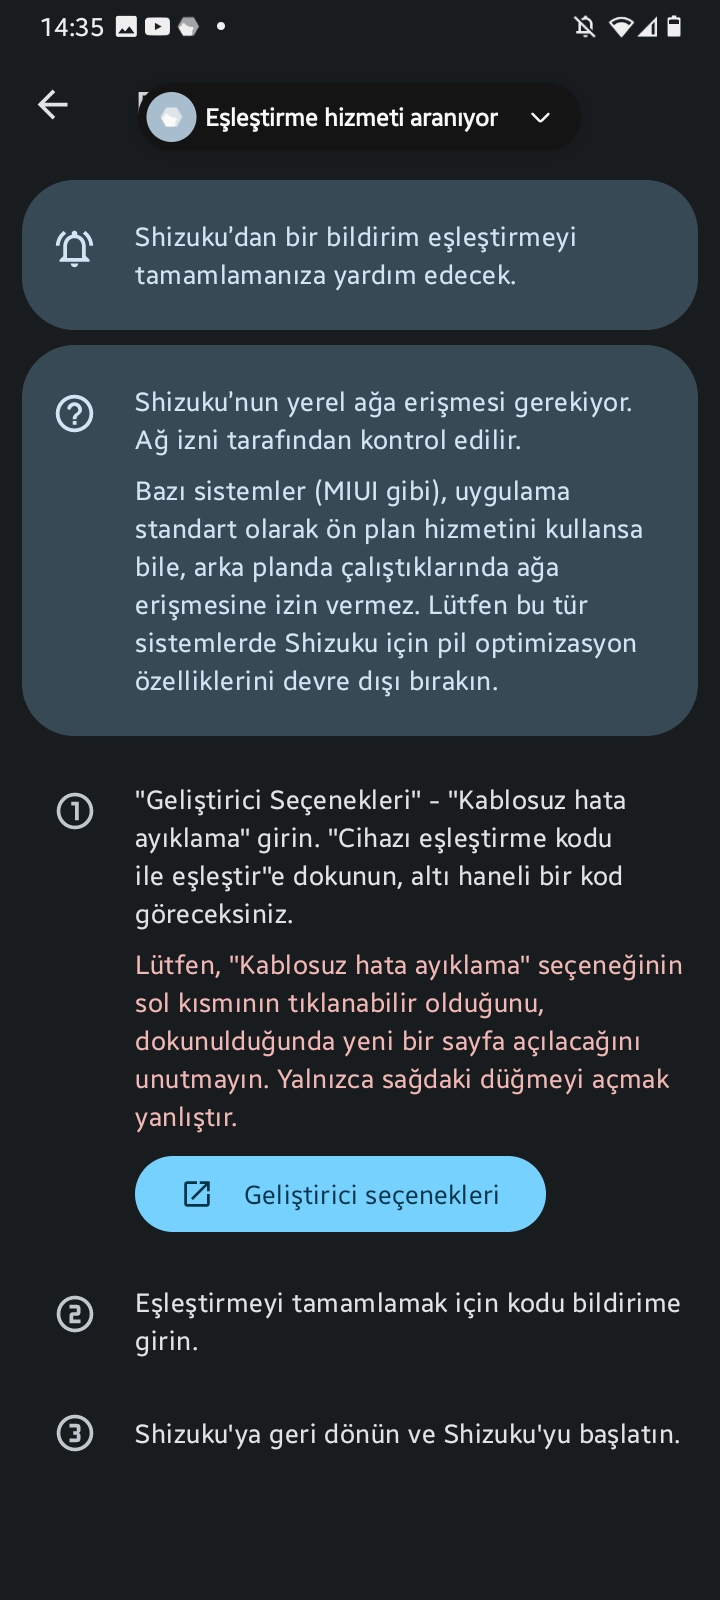 14:35
Eşleştirme hizmeti aranıyor
Shizuku'dan bir bildirim eşleştirmeyi
tamamlamanıza yardım edecek.
Shizuku'nun yerel ağa erişmesi gerekiyor.
Ağ izni tarafından kontrol edilir.
Bazı sistemler (MIUI gibi), uygulama
standart olarak ön plan hizmetini kullansa
bile, arka planda çalıştıklarında ağa
erişmesine izin vermez. Lütfen bu tür
sistemlerde Shizuku için pil optimizasyon
özelliklerini devre dışı bırakın.
1
"Geliştirici Seçenekleri" - "Kablosuz hata
ayıklama" girin. "Cihazı eşleştirme kodu
ile eşleştir"e dokunun, altı haneli bir kod
göreceksiniz.
Lütfen, "Kablosuz hata ayıklama" seçeneğinin
sol kısmının tıklanabilir olduğunu,
dokunulduğunda yeni bir sayfa açılacağını
unutmayın. Yalnızca sağdaki düğmeyi açmak
yanlıştır.
Geliştirici seçenekleri
2
Eşleştirmeyi tamamlamak için kodu bildirime
girin.
3
Shizuku'ya geri dönün ve Shizuku'yu başlatın.